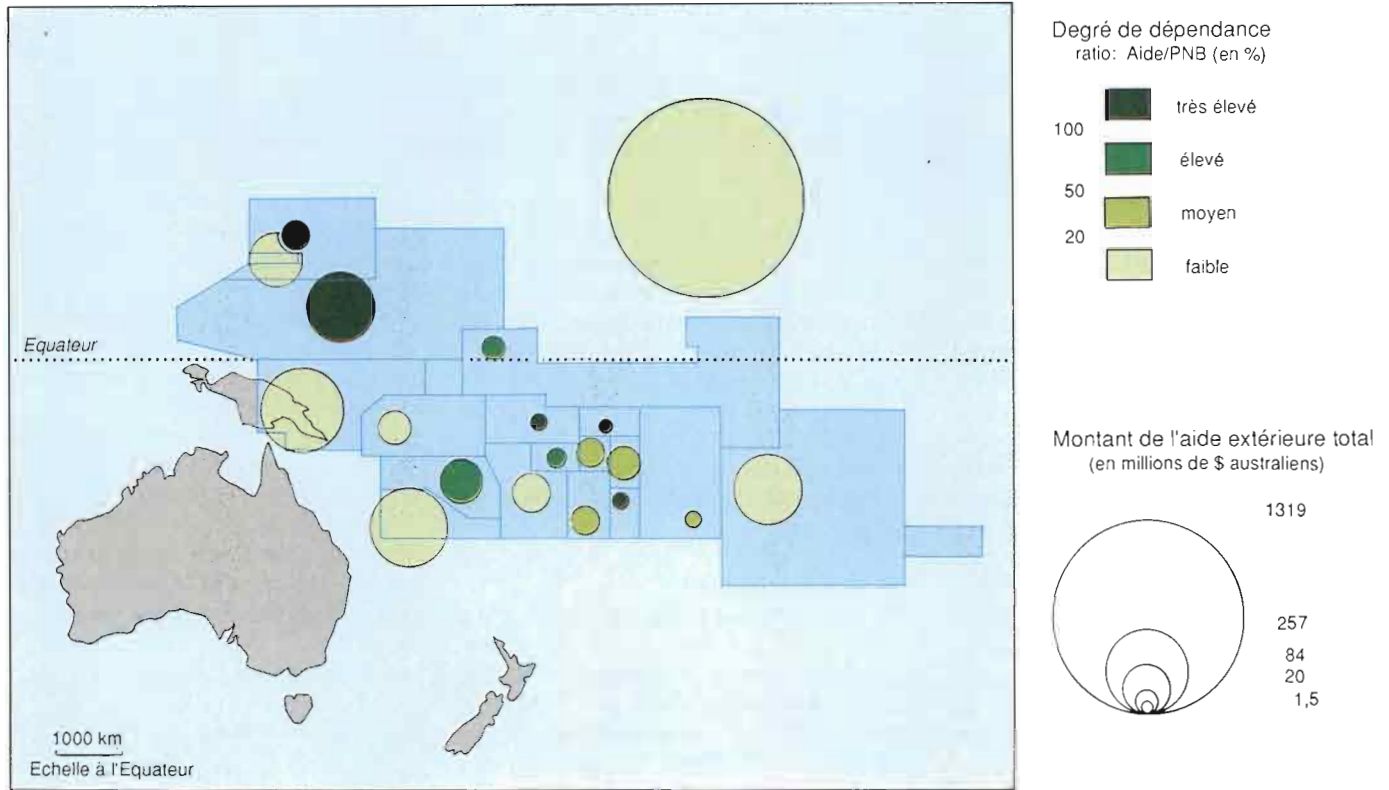 Equateur
1000 km
Echelle à l'Equateur
Degré de dépendance
ratio: Aide/PNB (en %)
très élevé
100
élevé
50
moyen
20
faible
Montant de l'aide extérieure total
(en millions de $ australiens)
1319
257
84
20
1,5